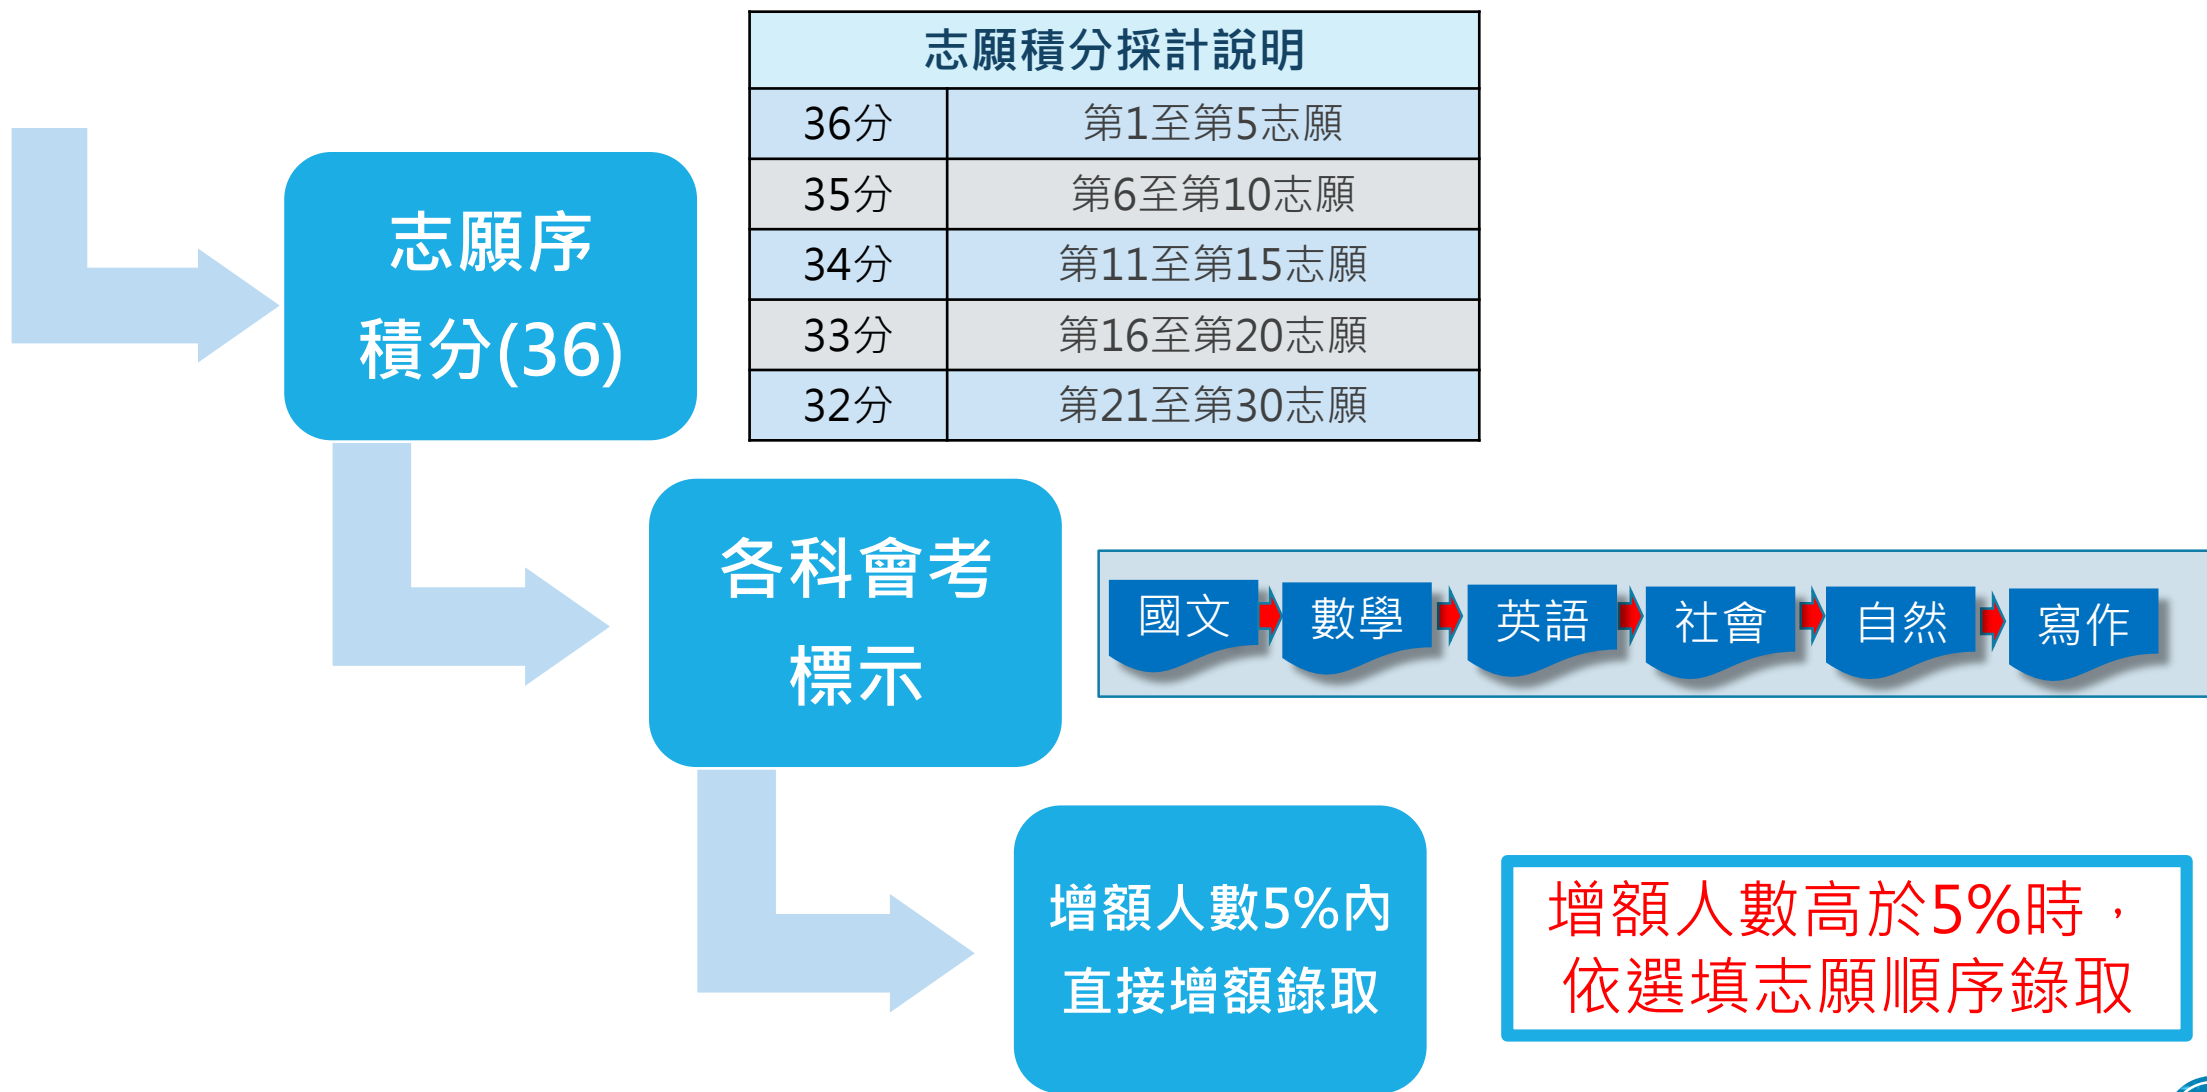 志願積分採計說明
36分 第1至第5志願
35分 第6至第10志願
34分 第11至第15志願
33分 第16至第20志願
32分 第21至第30志願
志願序
積分(36)
各科會考
標示
國文 數學 英語 社會 自然 寫作
增額人數5%內
直接增額錄取
增額人數高於5%時，
依選填志願順序錄取